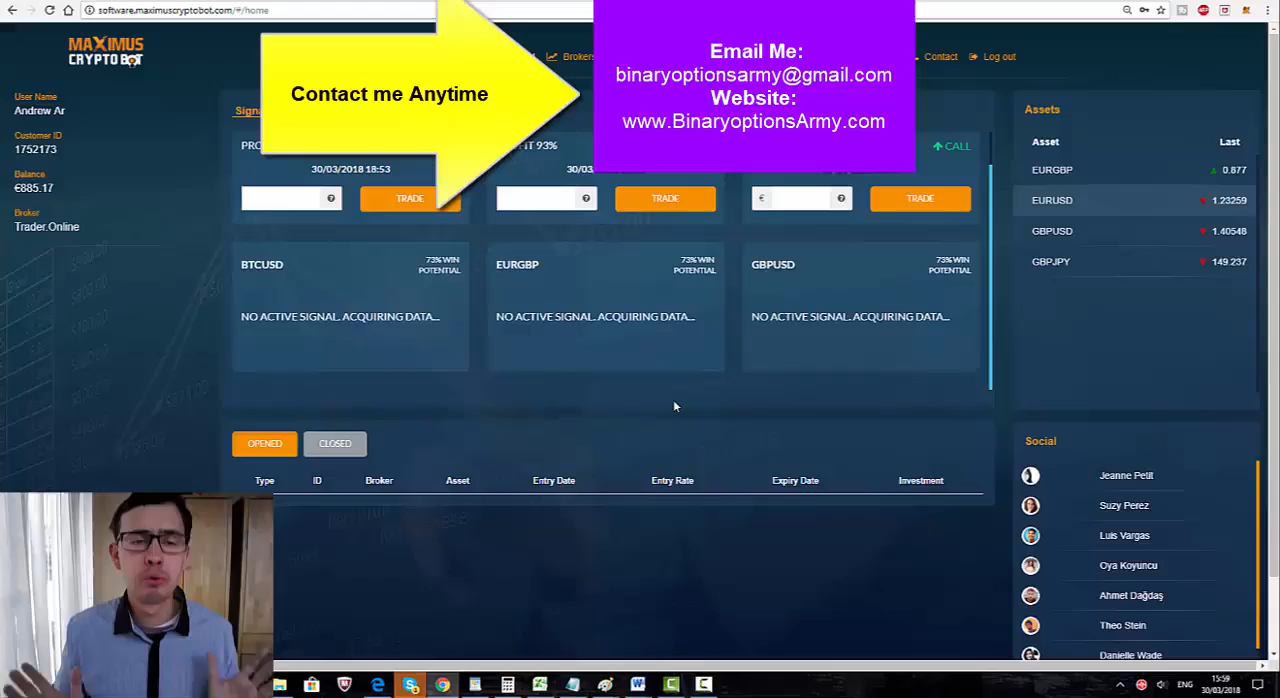 software.maximuscryptobot.com/#/home
MAXIMUS
CRYPTOBOT
User Name
Andrew Ar
Customer ID
1752173
Balance
€885.17
Broker
Trader.Online
Contact me Anytime
Email Me:
binaryoptionsarmy@gmail.com
Website:
www.BinaryoptionsArmy.com
Brokers
Contact
Log out
93%
CALL
30/03/2018 18:53
TRADE
TRADE
€
TRADE
BTCUSD
73% WIN
POTENTIAL
NO ACTIVE SIGNAL. ACQUIRING DATA...
EURGBP
73% WIN
POTENTIAL
NO ACTIVE SIGNAL. ACQUIRING DATA...
GBPUSD
73% WIN
POTENTIAL
NO ACTIVE SIGNAL. ACQUIRING DATA...
OPENED
CLOSED
Type ID Broker Asset Entry Date Entry Rate Expiry Date Investment
Assets
Asset Last
EURGBP 0.877
EURUSD 1.23259
GBPUSD 1.40548
GBPJPY 149.237
Social
Jeanne Petit
Suzy Perez
Luis Vargas
Oya Koyuncu
Ahmet Dağdaş
Theo Stein
Danielle Wade
ENG
15:59
30/03/2018